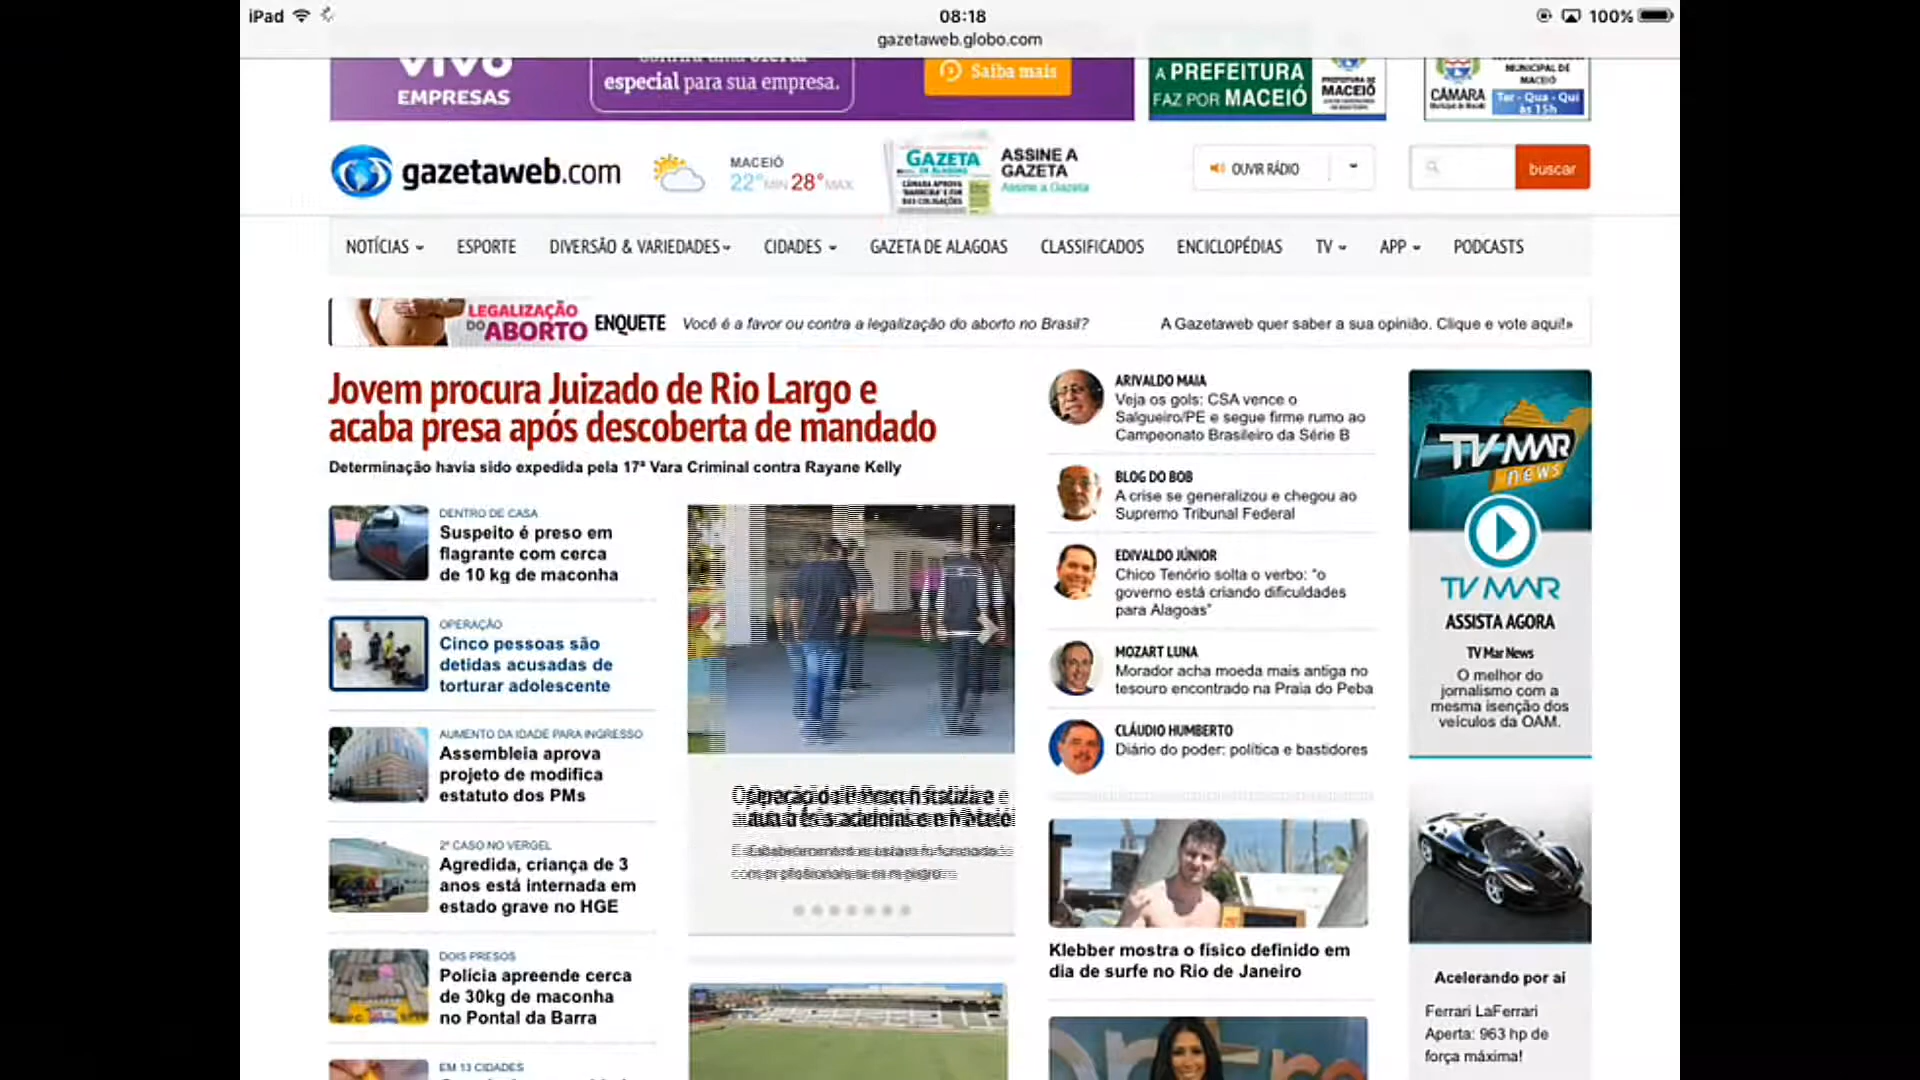 iPad
08:18
100%
gazetaweb.globo.com
vivo
EMPRESAS
especial para sua empresa.
Saiba mais
A PREFEITURA
FAZ POR MACEIÓ
PREFEITURA DE
MACEIÓ
MUNICIPAL DE
MACEIÓ
CÂMARA
Ter - Qua - Qui
às 15h
gazetaweb.com
MACEIÓ
22° MIN 28° MAX
GAZETA
DE ALAGOAS
ASSINE A
GAZETA
Assine a Gazeta
OUVIR RÁDIO
buscar
NOTÍCIAS
ESPORTE
DIVERSÃO & VARIEDADES
CIDADES
GAZETA DE ALAGOAS
CLASSIFICADOS
ENCICLOPÉDIAS
TV
APP
PODCASTS
LEGALIZAÇÃO
DO ABORTO
ENQUETE
Você é a favor ou contra a legalização do aborto no Brasil?
A Gazetaweb quer saber a sua opinião. Clique e vote aqui!»
Jovem procura Juizado de Rio Largo e
acaba presa após descoberta de mandado
Determinação havia sido expedida pela 17ª Vara Criminal contra Rayane Kelly
DENTRO DE CASA
Suspeito é preso em
flagrante com cerca
de 10 kg de maconha
OPERAÇÃO
Cinco pessoas são
detidas acusadas de
torturar adolescente
AUMENTO DA IDADE PARA INGRESSO
Assembleia aprova
projeto de modifica
estatuto dos PMs
2º CASO NO VERGEL
Agredida, criança de 3
anos está internada em
estado grave no HGE
DOIS PRESOS
Polícia apreende cerca
de 30kg de maconha
no Pontal da Barra
EM 13 CIDADES
ARIVALDO MAIA
Veja os gols: CSA vence o
Salgueiro/PE e segue firme rumo ao
Campeonato Brasileiro da Série B
BLOG DO BOB
A crise se generalizou e chegou ao
Supremo Tribunal Federal
EDIVALDO JÚNIOR
Chico Tenório solta o verbo: "o
governo está criando dificuldades
para Alagoas"
MOZART LUNA
Morador acha moeda mais antiga no
tesouro encontrado na Praia do Peba
CLÁUDIO HUMBERTO
Diário do poder: política e bastidores
Klebber mostra o físico definido em
dia de surfe no Rio de Janeiro
TV MAR
news
TV MAR
ASSISTA AGORA
TV Mar News
O melhor do
jornalismo com a
mesma isenção dos
veículos da OAM.
Acelerando por aí
Ferrari LaFerrari
Aperta: 963 hp de
força máxima!